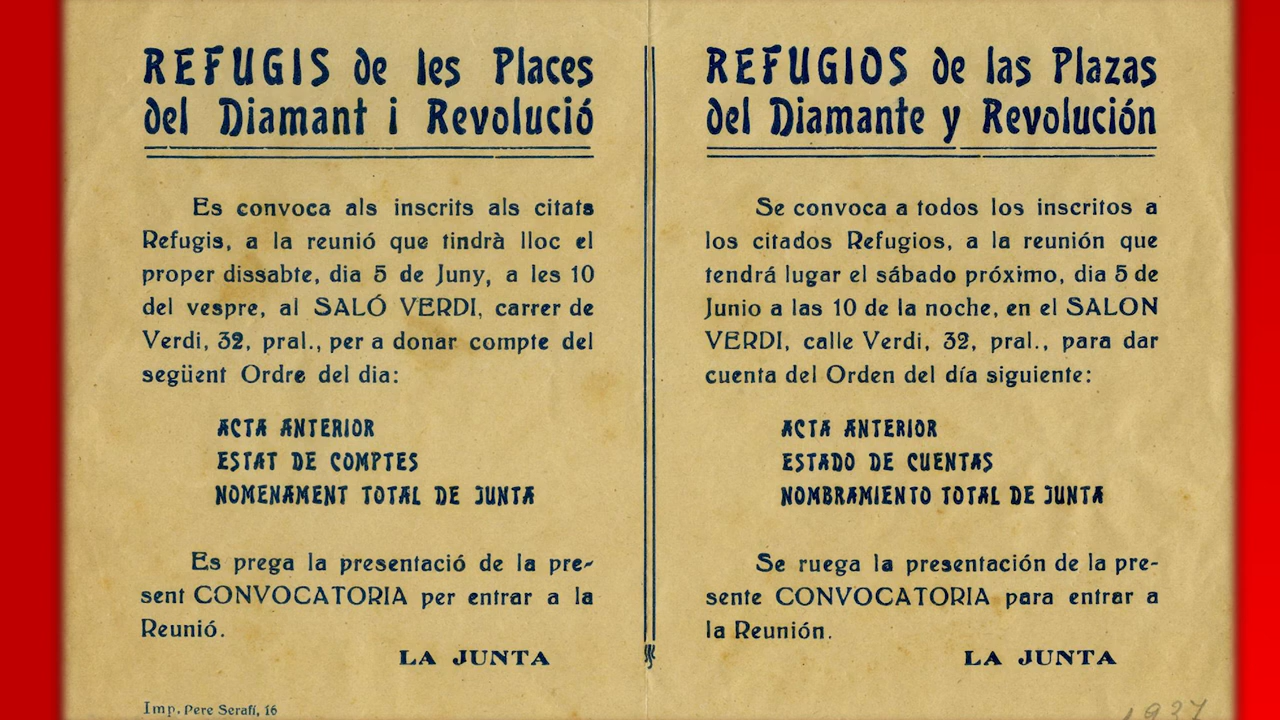 REFUGIS de les Places
del Diamant i Revolució
Es convoca als inscrits als citats
Refugis, a la reunió que tindrà lloc el
proper dissabte, dia 5 de Juny, a les 10
del vespre, al SALÓ VERDI, carrer de
Verdi, 32, pral., per a donar compte del
següent Ordre del dia:
ACTA ANTERIOR
ESTAT DE COMPTES
NOMENAMENT TOTAL DE JUNTA
Es prega la presentació de la pre-
sent CONVOCATORIA per entrar a la
Reunió.
LA JUNTA
Imp. Pere Serafí, 16
REFUGIOS de las Plazas
del Diamante y Revolución
Se convoca a todos los inscritos a
los citados Refugios, a la reunión que
tendrá lugar el sábado próximo, dia 5 de
Junio a las 10 de la noche, en el SALON
VERDI, calle Verdi, 32, pral., para dar
cuenta del Orden del día siguiente:
ACTA ANTERIOR
ESTADO DE CUENTAS
NOMBRAMIENTO TOTAL DE JUNTA
Se ruega la presentación de la pre-
sente CONVOCATORIA para entrar a
la Reunión.
LA JUNTA
1937